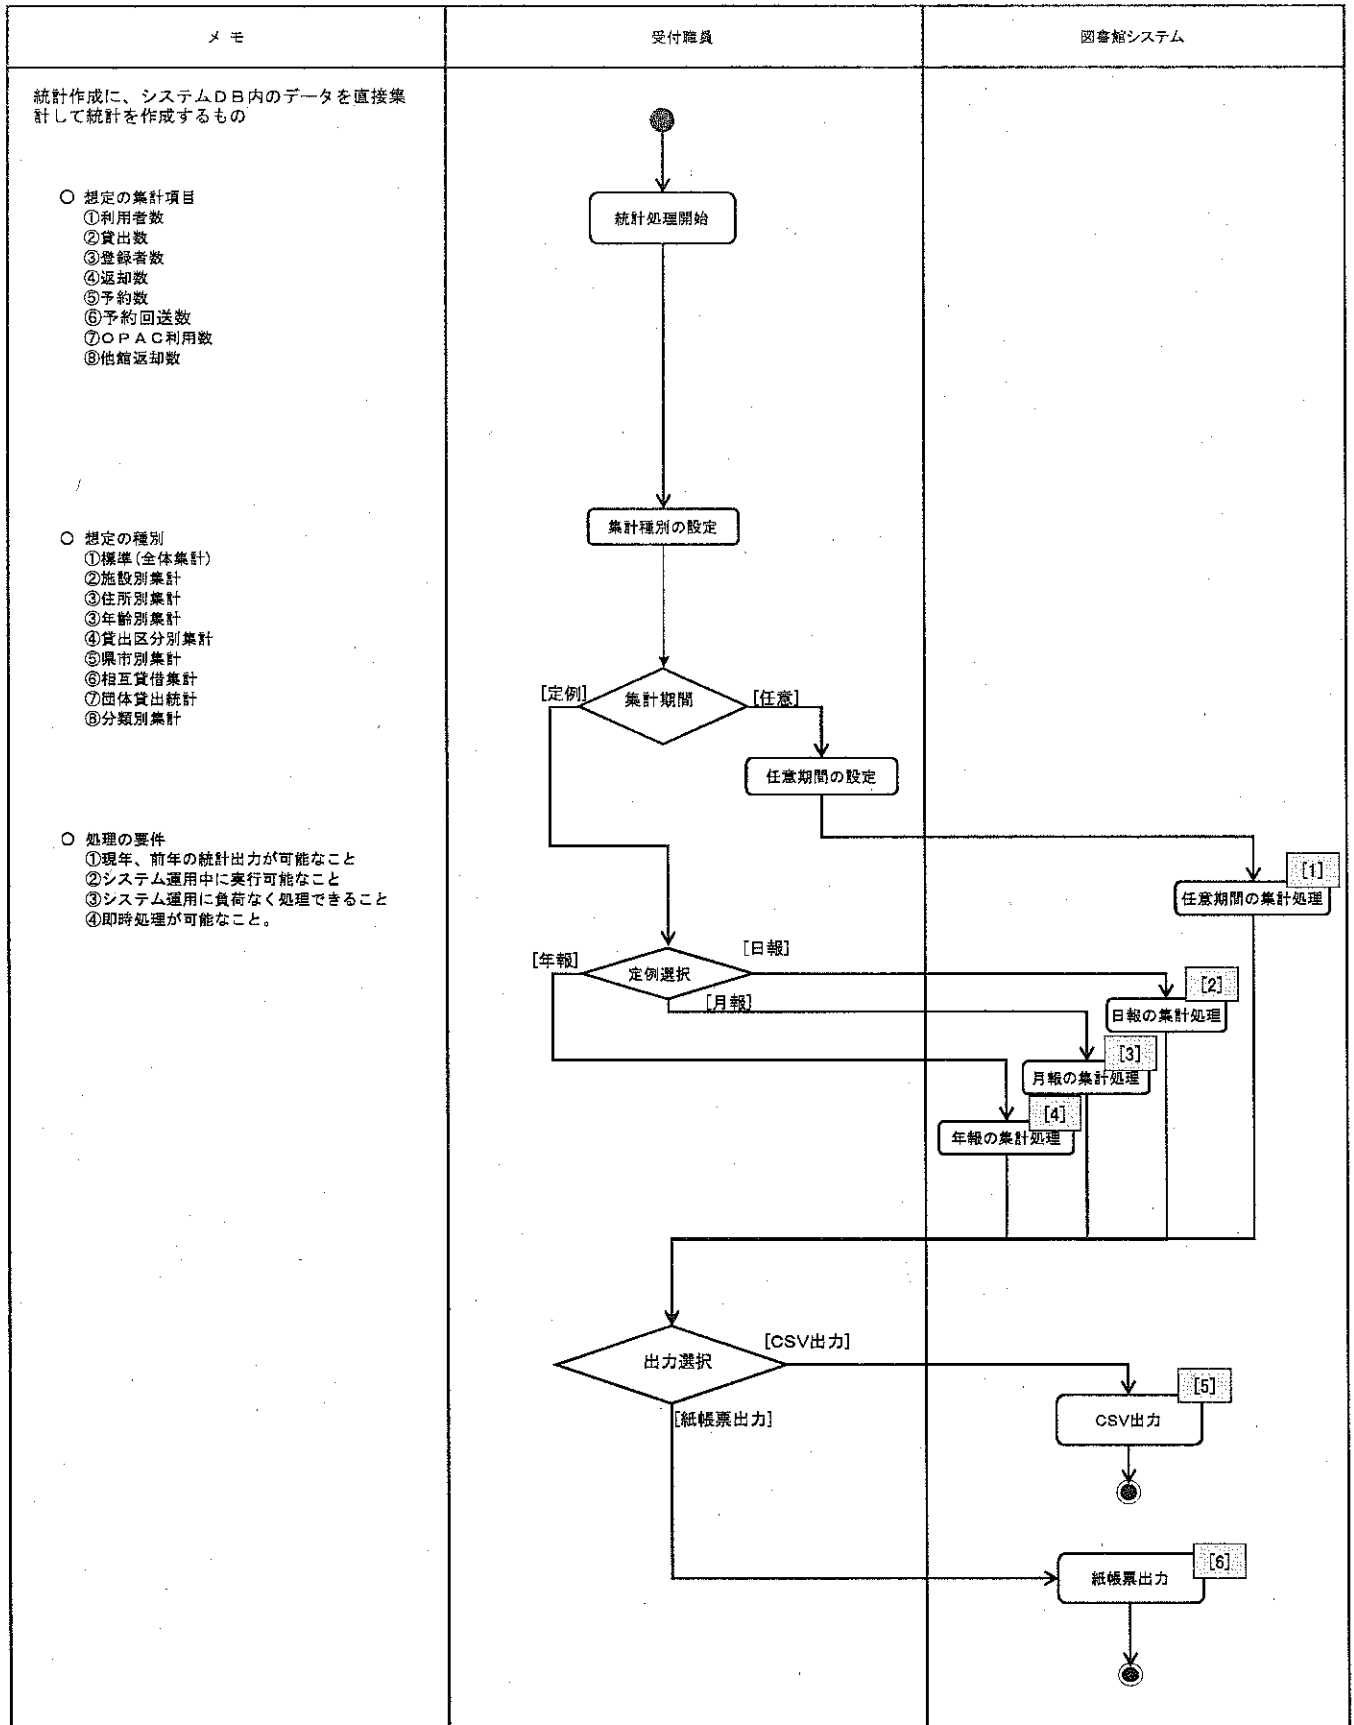 メ モ
受付職員
図書館システム
統計作成に、システムＤＢ内のデータを直接集
計して統計を作成するもの
○ 想定の集計項目
①利用者数
②貸出数
③登録者数
④返却数
⑤予約数
⑥予約回送数
⑦ＯＰＡＣ利用数
⑧他館返却数
統計処理開始
集計種別の設定
○ 想定の種別
①標準(全体集計)
②施設別集計
③住所別集計
③年齢別集計
④貸出区分別集計
⑤県市別集計
⑥相互貸借集計
⑦団体貸出統計
⑧分類別集計
[定例]
集計期間
[任意]
任意期間の設定
○ 処理の要件
①現年、前年の統計出力が可能なこと
②システム運用中に実行可能なこと
③システム運用に負荷なく処理できること
④即時処理が可能なこと。
[1]
任意期間の集計処理
[年報]
定例選択
[日報]
[月報]
[2]
日報の集計処理
[3]
月報の集計処理
[4]
年報の集計処理
出力選択
[CSV出力]
[紙帳票出力]
[5]
CSV出力
[6]
紙帳票出力